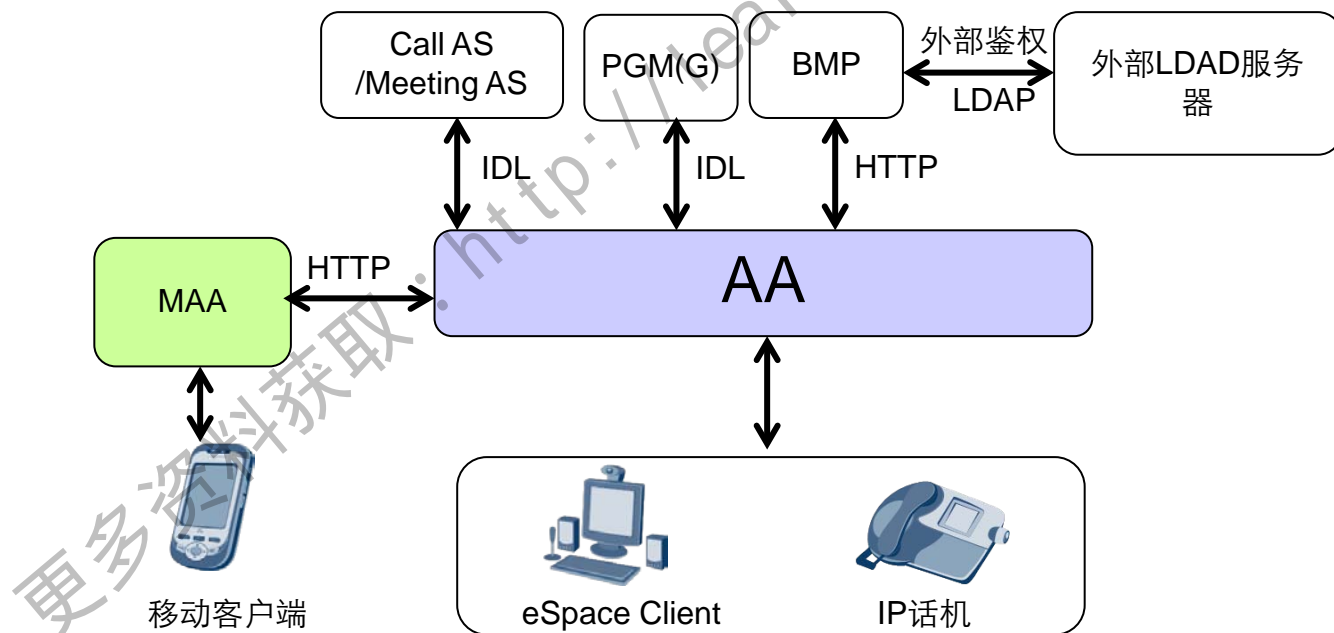 Call AS
/Meeting AS
PGM(G)
BMP
外部鉴权
LDAP
外部LDAD服务
器
IDL
IDL
HTTP
MAA
HTTP
AA
移动客户端
eSpace Client
IP话机
更多资料获取：http://lear